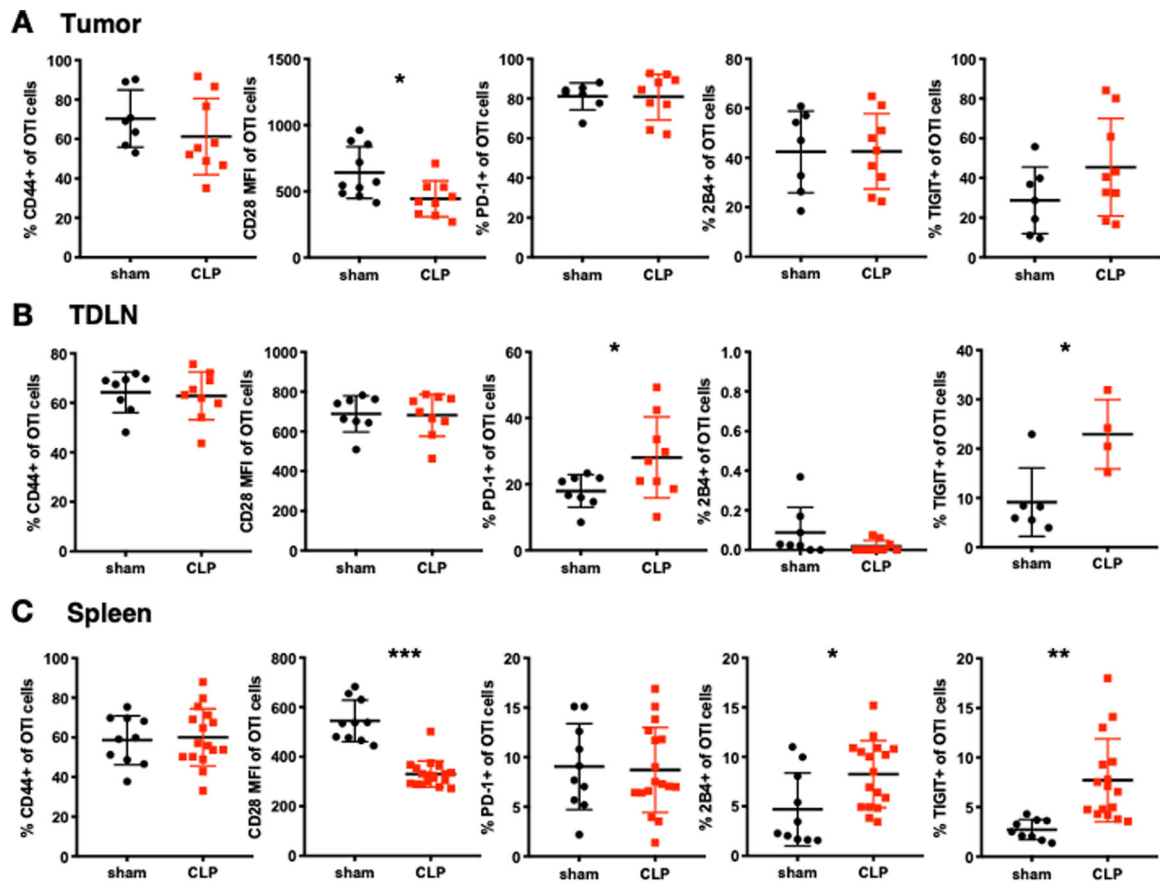 A Tumor
% CD44+ of OTI cells
100
80
60
40
20
0
sham
CLP
CD28 MFI of OTI cells
1500
1000
500
0
*
sham
CLP
% PD-1+ of OTI cells
100
80
60
40
20
0
sham
CLP
% 2B4+ of OTI cells
80
60
40
20
0
sham
CLP
% TIGIT+ of OTI cells
100
80
60
40
20
0
sham
CLP
B TDLN
% CD44+ of OTI cells
80
60
40
20
0
sham
CLP
CD28 MFI of OTI cells
1000
800
600
400
200
0
sham
CLP
% PD-1+ of OTI cells
60
40
20
0
*
sham
CLP
% 2B4+ of OTI cells
1.0
0.8
0.6
0.4
0.2
0.0
sham
CLP
% TIGIT+ of OTI cells
40
30
20
10
0
*
sham
CLP
C Spleen
% CD44+ of OTI cells
100
80
60
40
20
0
sham
CLP
CD28 MFI of OTI cells
800
600
400
200
0
***
sham
CLP
% PD-1+ of OTI cells
20
15
10
5
0
sham
CLP
% 2B4+ of OTI cells
20
15
10
5
0
*
sham
CLP
% TIGIT+ of OTI cells
20
15
10
5
0
**
sham
CLP